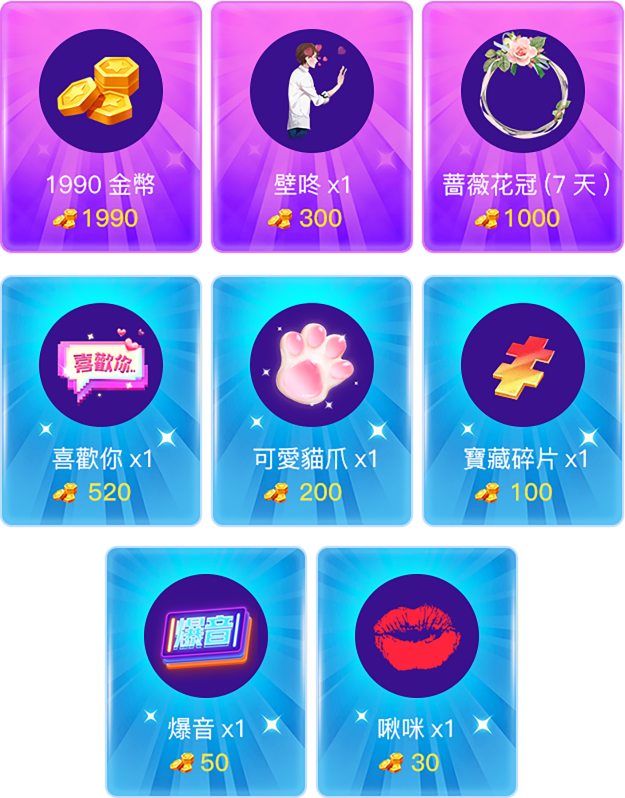 1990 金幣
1990
壁咚 x1
300
薔薇花冠 (7 天 )
1000
喜歡你..
喜歡你 x1
520
可愛貓爪 x1
200
寶藏碎片 x1
100
爆音
爆音 x1
50
啾咪 x1
30